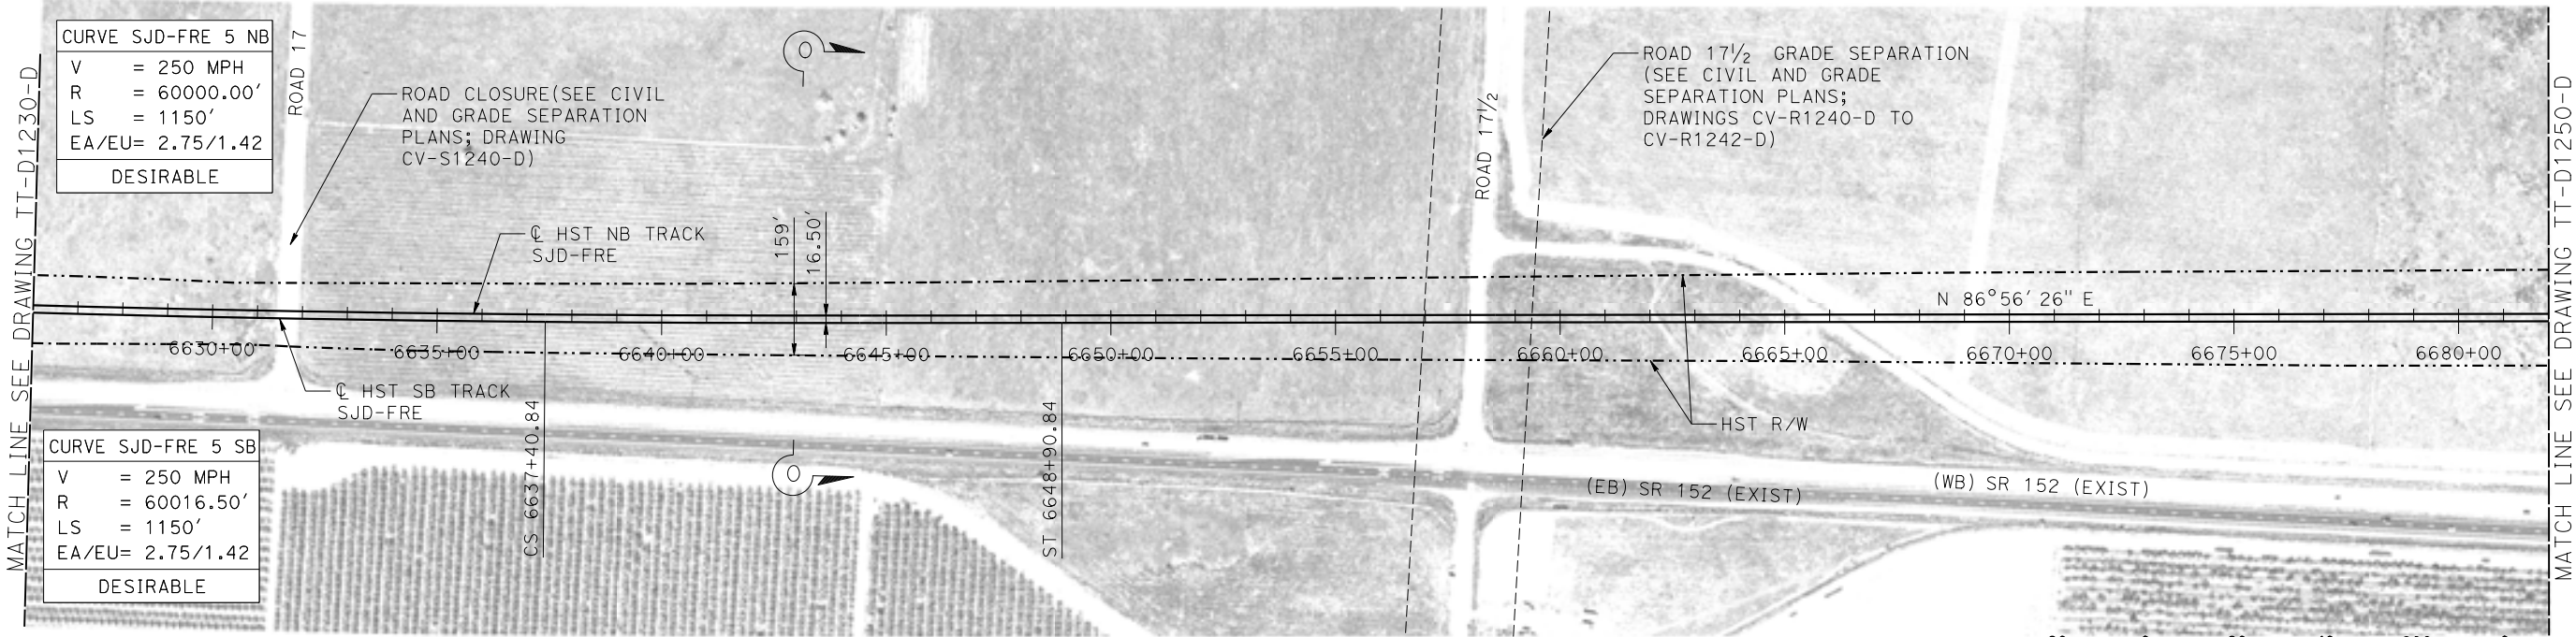 MATCH LINE SEE DRAWING TT-D1230-D
CURVE SJD-FRE 5 NB
V = 250 MPH
R = 60000.00'
LS = 1150'
EA/EU= 2.75/1.42
DESIRABLE
ROAD 17
ROAD CLOSURE(SEE CIVIL
AND GRADE SEPARATION
PLANS; DRAWING
CV-S1240-D)
℄ HST NB TRACK
SJD-FRE
159'
16.50'
ROAD 17½
ROAD 17½ GRADE SEPARATION
(SEE CIVIL AND GRADE
SEPARATION PLANS;
DRAWINGS CV-R1240-D TO
CV-R1242-D)
N 86°56'26" E
6630+00
6635+00
6640+00
6645+00
6650+00
6655+00
6660+00
6665+00
6670+00
6675+00
6680+00
℄ HST SB TRACK
SJD-FRE
CS 6637+40.84
ST 6648+90.84
HST R/W
(EB) SR 152 (EXIST)
(WB) SR 152 (EXIST)
CURVE SJD-FRE 5 SB
V = 250 MPH
R = 60016.50'
LS = 1150'
EA/EU= 2.75/1.42
DESIRABLE
MATCH LINE SEE DRAWING TT-D1250-D